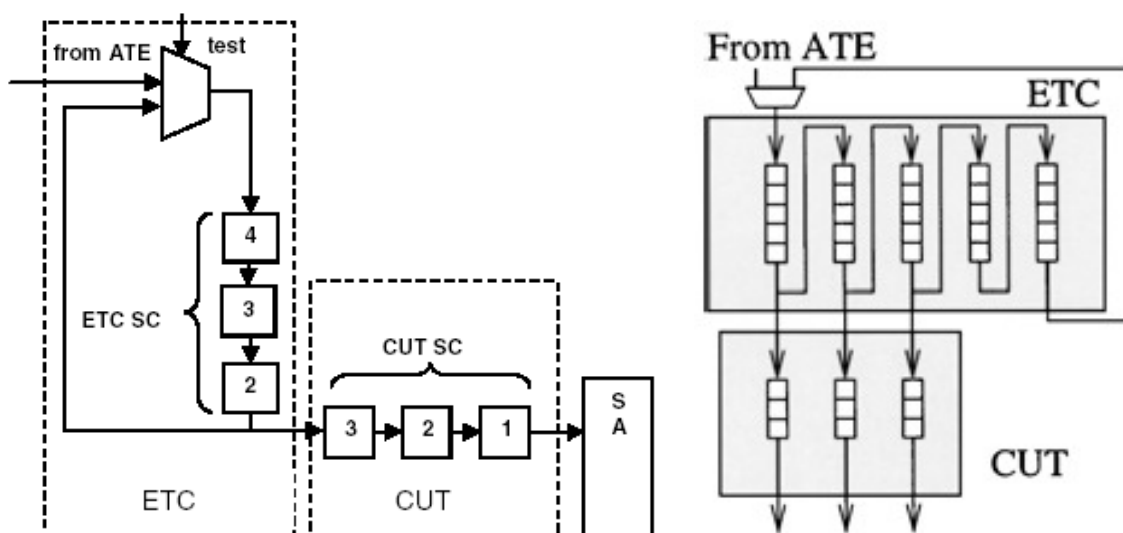 from ATE
test
4
3
2
ETC SC
ETC
CUT SC
3
2
1
CUT
S
A
From ATE
ETC
CUT